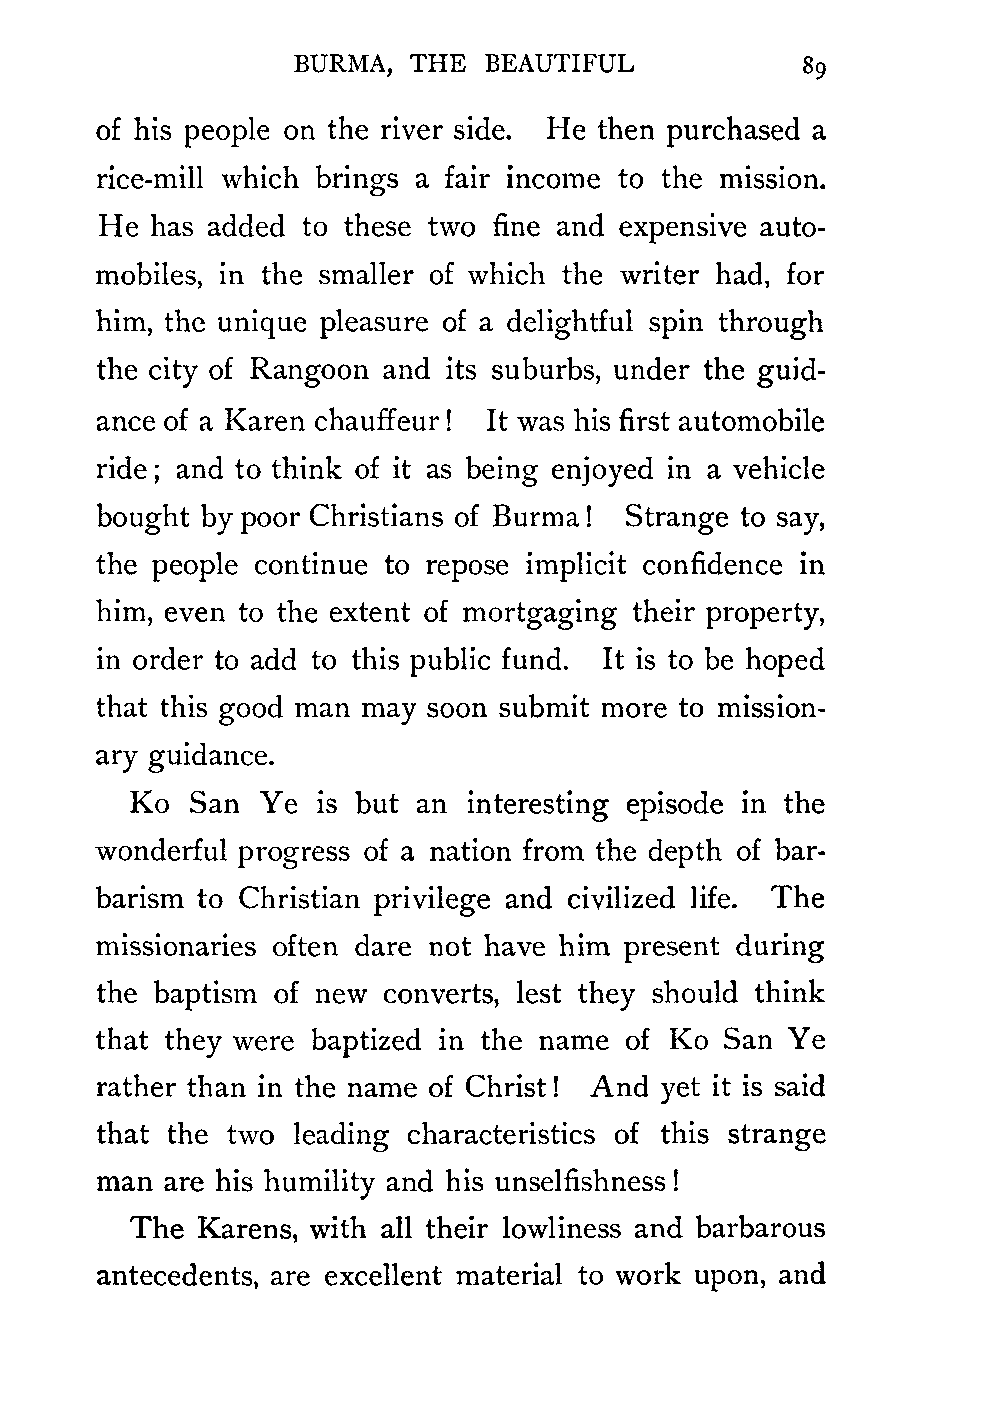 BURMA, THE BEAUTIFUL 89
of his people on the river side. He then purchased a
rice-mill which brings a fair income to the mission.
He has added to these two fine and expensive auto-
mobiles, in the smaller of which the writer had, for
him, the unique pleasure of a delightful spin through
the city of Rangoon and its suburbs, under the guid-
ance of a Karen chauffeur! It was his first automobile
ride; and to think of it as being enjoyed in a vehicle
bought by poor Christians of Burma! Strange to say,
the people continue to repose implicit confidence in
him, even to the extent of mortgaging their property,
in order to add to this public fund. It is to be hoped
that this good man may soon submit more to mission-
ary guidance.
Ko San Ye is but an interesting episode in the
wonderful progress of a nation from the depth of bar-
barism to Christian privilege and civilized life. The
missionaries often dare not have him present during
the baptism of new converts, lest they should think
that they were baptized in the name of Ko San Ye
rather than in the name of Christ! And yet it is said
that the two leading characteristics of this strange
man are his humility and his unselfishness!
The Karens, with all their lowliness and barbarous
antecedents, are excellent material to work upon, and